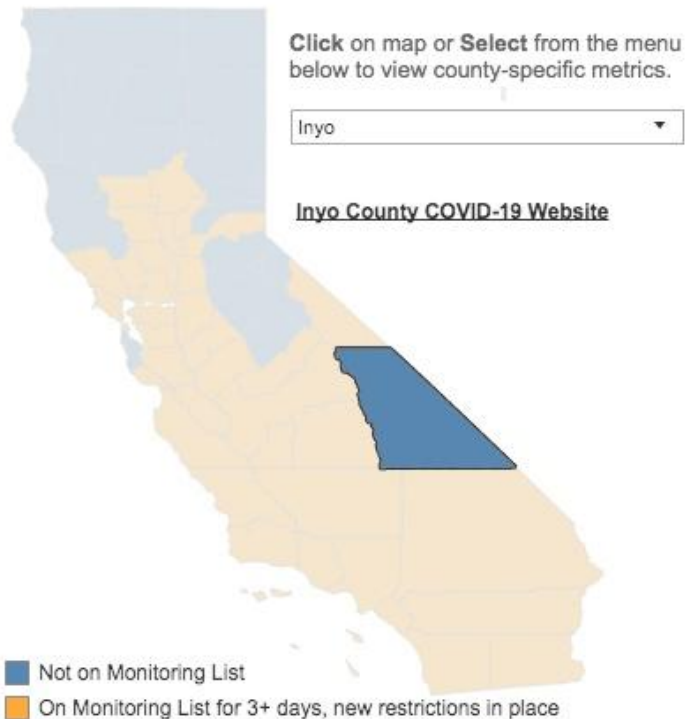 Click on map or Select from the menu
below to view county-specific metrics.
Inyo
Inyo County COVID-19 Website
Not on Monitoring List
On Monitoring List for 3+ days, new restrictions in place